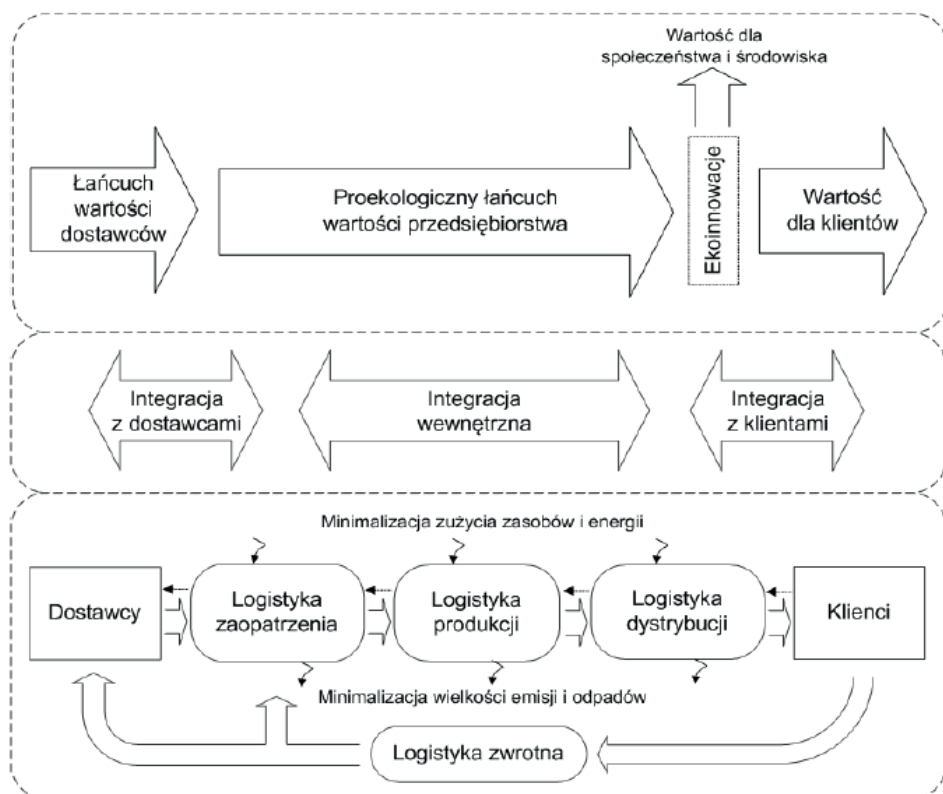 Wartość dla
społeczeństwa i środowiska
Łańcuch
wartości
dostawców
Proekologiczny łańcuch
wartości przedsiębiorstwa
Ekoinnowacje
Wartość
dla klientów
Integracja
z dostawcami
Integracja
wewnętrzna
Integracja
z klientami
Minimalizacja zużycia zasobów i energii
Dostawcy
Logistyka
zaopatrzenia
Logistyka
produkcji
Logistyka
dystrybucji
Klienci
Minimalizacja wielkości emisji i odpadów
Logistyka zwrotna